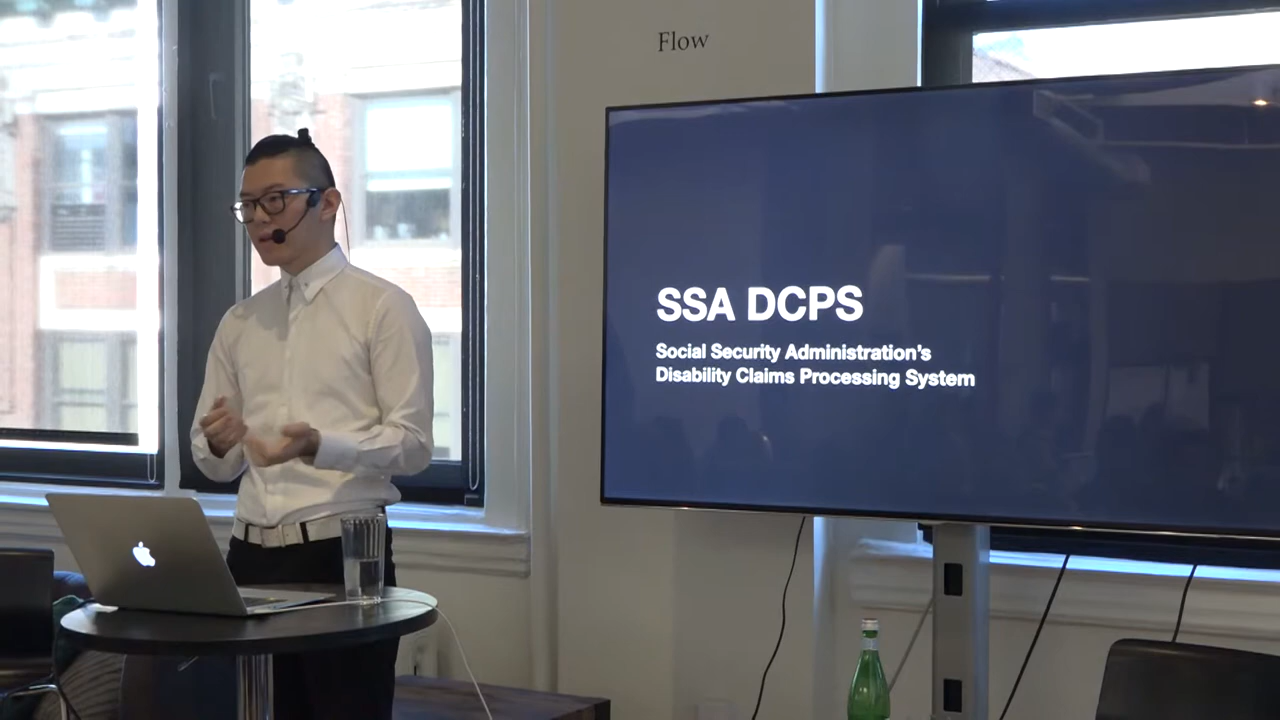 Flow
SSA DCPS
Social Security Administration's
Disability Claims Processing System